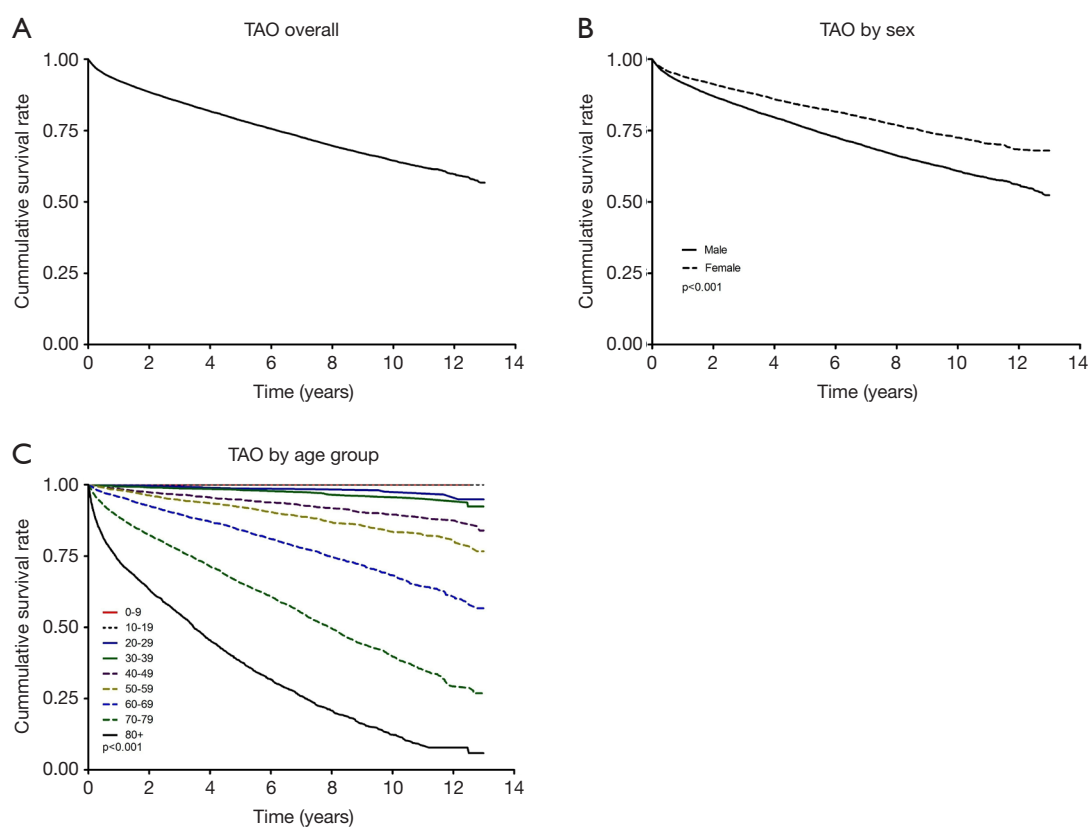 A
TAO overall
1.00
0.75
0.50
0.25
0.00
Cummulative survival rate
0 2 4 6 8 10 12 14
Time (years)
B
TAO by sex
1.00
0.75
0.50
0.25
0.00
Cummulative survival rate
Male
Female
p<0.001
0 2 4 6 8 10 12 14
Time (years)
C
TAO by age group
1.00
0.75
0.50
0.25
0.00
Cummulative survival rate
0-9
10-19
20-29
30-39
40-49
50-59
60-69
70-79
80+
p<0.001
0 2 4 6 8 10 12 14
Time (years)